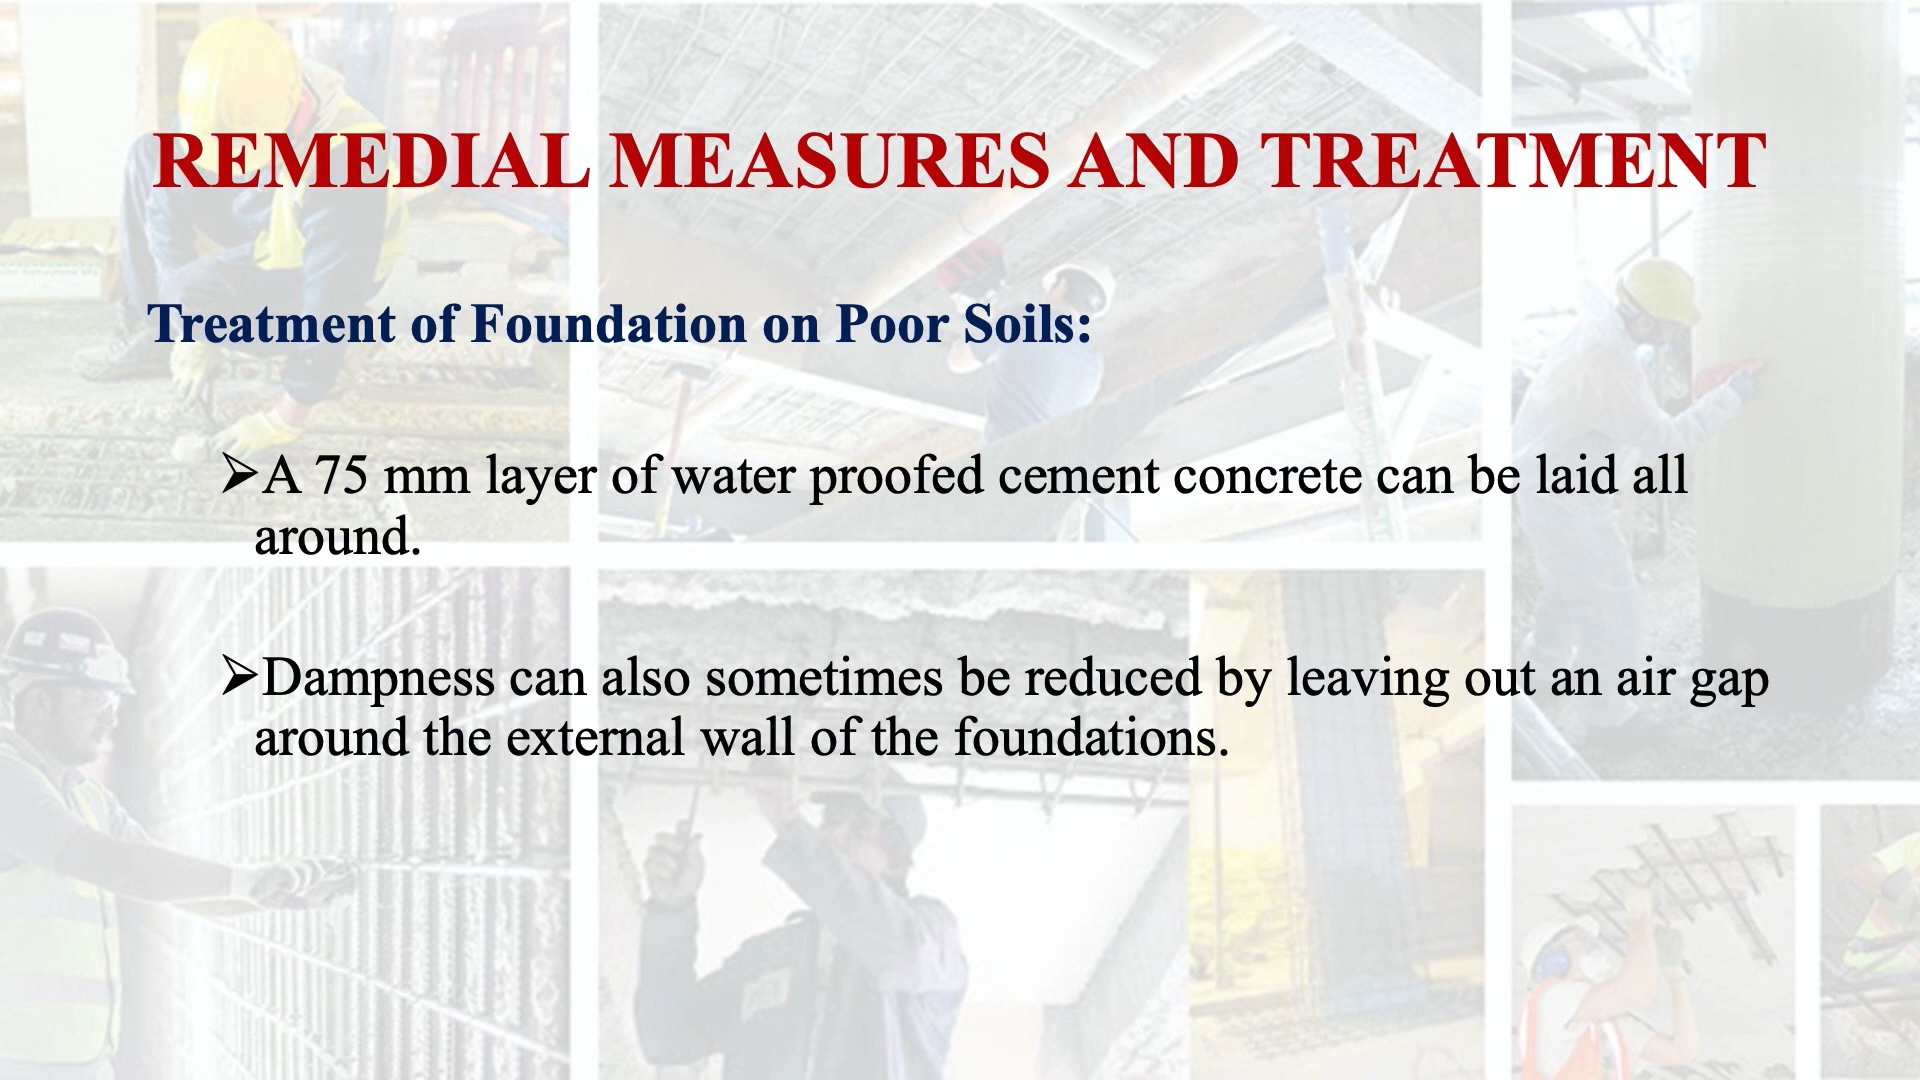 REMEDIAL MEASURES AND TREATMENT
Treatment of Foundation on Poor Soils:
➢A 75 mm layer of water proofed cement concrete can be laid all
around.
➢Dampness can also sometimes be reduced by leaving out an air gap
around the external wall of the foundations.